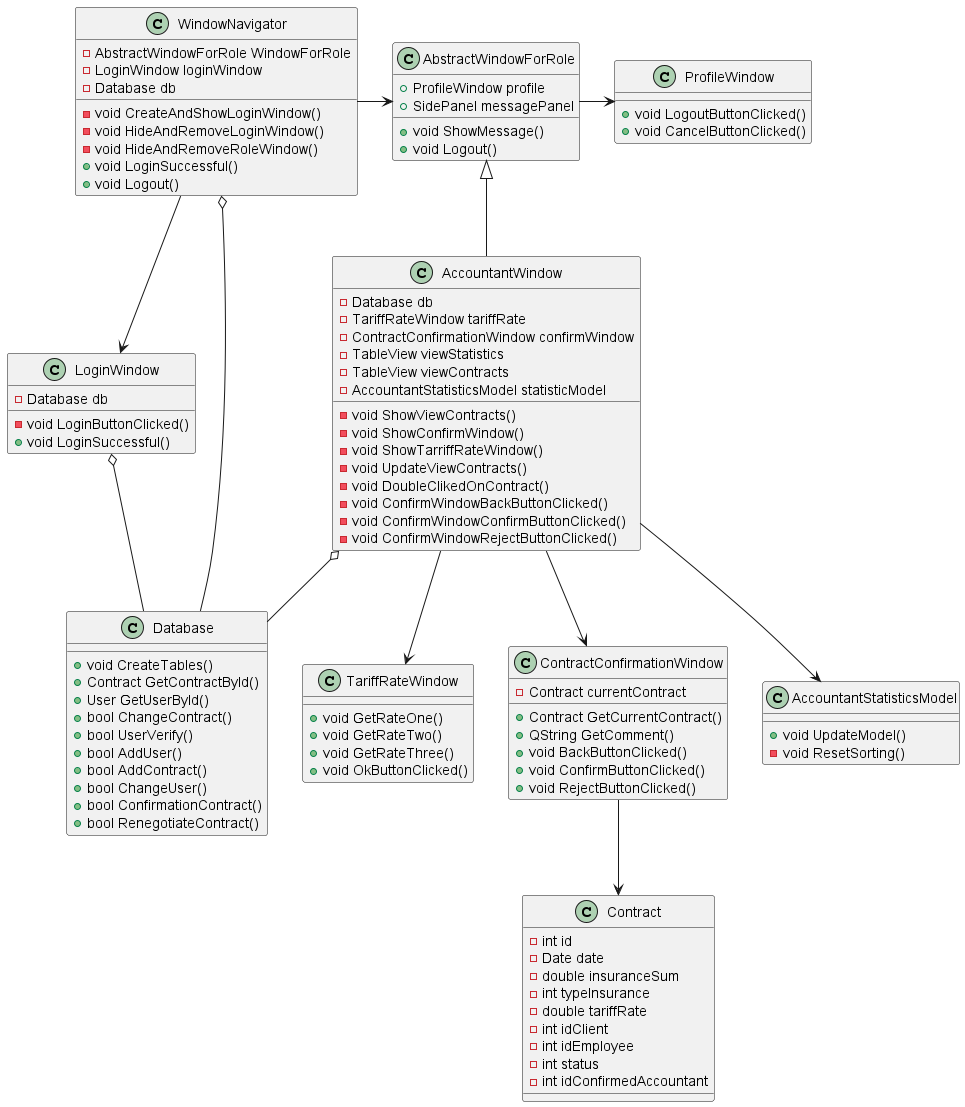 C WindowNavigator
AbstractWindowForRole WindowForRole
LoginWindow loginWindow
Database db
void CreateAndShowLoginWindow()
void HideAndRemoveLoginWindow()
void HideAndRemoveRoleWindow()
void LoginSuccessful()
void Logout()
C AbstractWindowForRole
ProfileWindow profile
SidePanel messagePanel
void ShowMessage()
void Logout()
C ProfileWindow
void LogoutButtonClicked()
void CancelButtonClicked()
C AccountantWindow
Database db
TariffRateWindow tariffRate
ContractConfirmationWindow confirmWindow
TableView viewStatistics
TableView viewContracts
AccountantStatisticsModel statisticModel
void ShowViewContracts()
void ShowConfirmWindow()
void ShowTarriffRateWindow()
void UpdateViewContracts()
void DoubleClikedOnContract()
void ConfirmWindowBackButtonClicked()
void ConfirmWindowConfirmButtonClicked()
void ConfirmWindowRejectButtonClicked()
C LoginWindow
Database db
void LoginButtonClicked()
void LoginSuccessful()
C Database
void CreateTables()
Contract GetContractById()
User GetUserById()
bool ChangeContract()
bool UserVerify()
bool AddUser()
bool AddContract()
bool ChangeUser()
bool ConfirmationContract()
bool RenegotiateContract()
C TariffRateWindow
void GetRateOne()
void GetRateTwo()
void GetRateThree()
void OkButtonClicked()
C ContractConfirmationWindow
Contract currentContract
Contract GetCurrentContract()
QString GetComment()
void BackButtonClicked()
void ConfirmButtonClicked()
void RejectButtonClicked()
C AccountantStatisticsModel
void UpdateModel()
void ResetSorting()
C Contract
int id
Date date
double insuranceSum
int typeInsurance
double tariffRate
int idClient
int idEmployee
int status
int idConfirmedAccountant